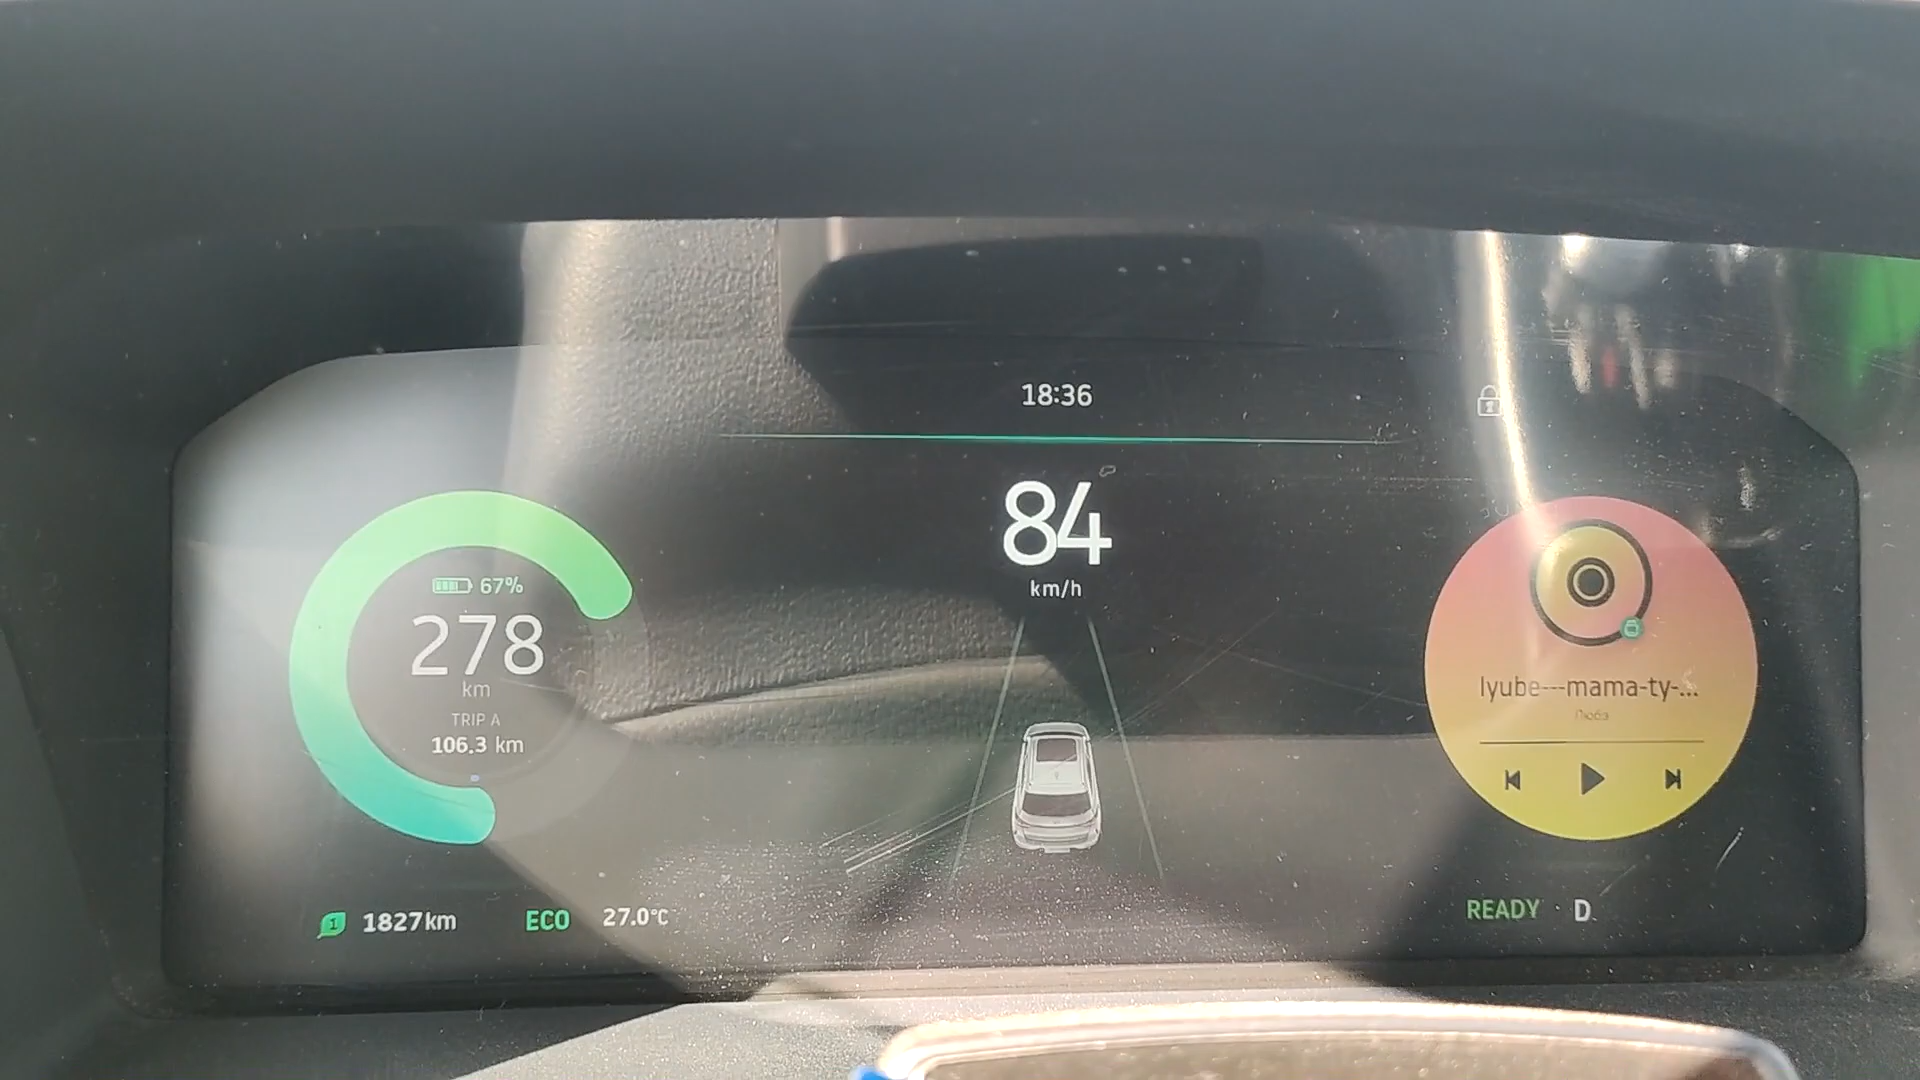 18:36
84
km/h
67%
278
km
TRIP A
106.3 km
lyube---mama-ty-...
Любэ
1827km
ECO
27.0°C
READY
D